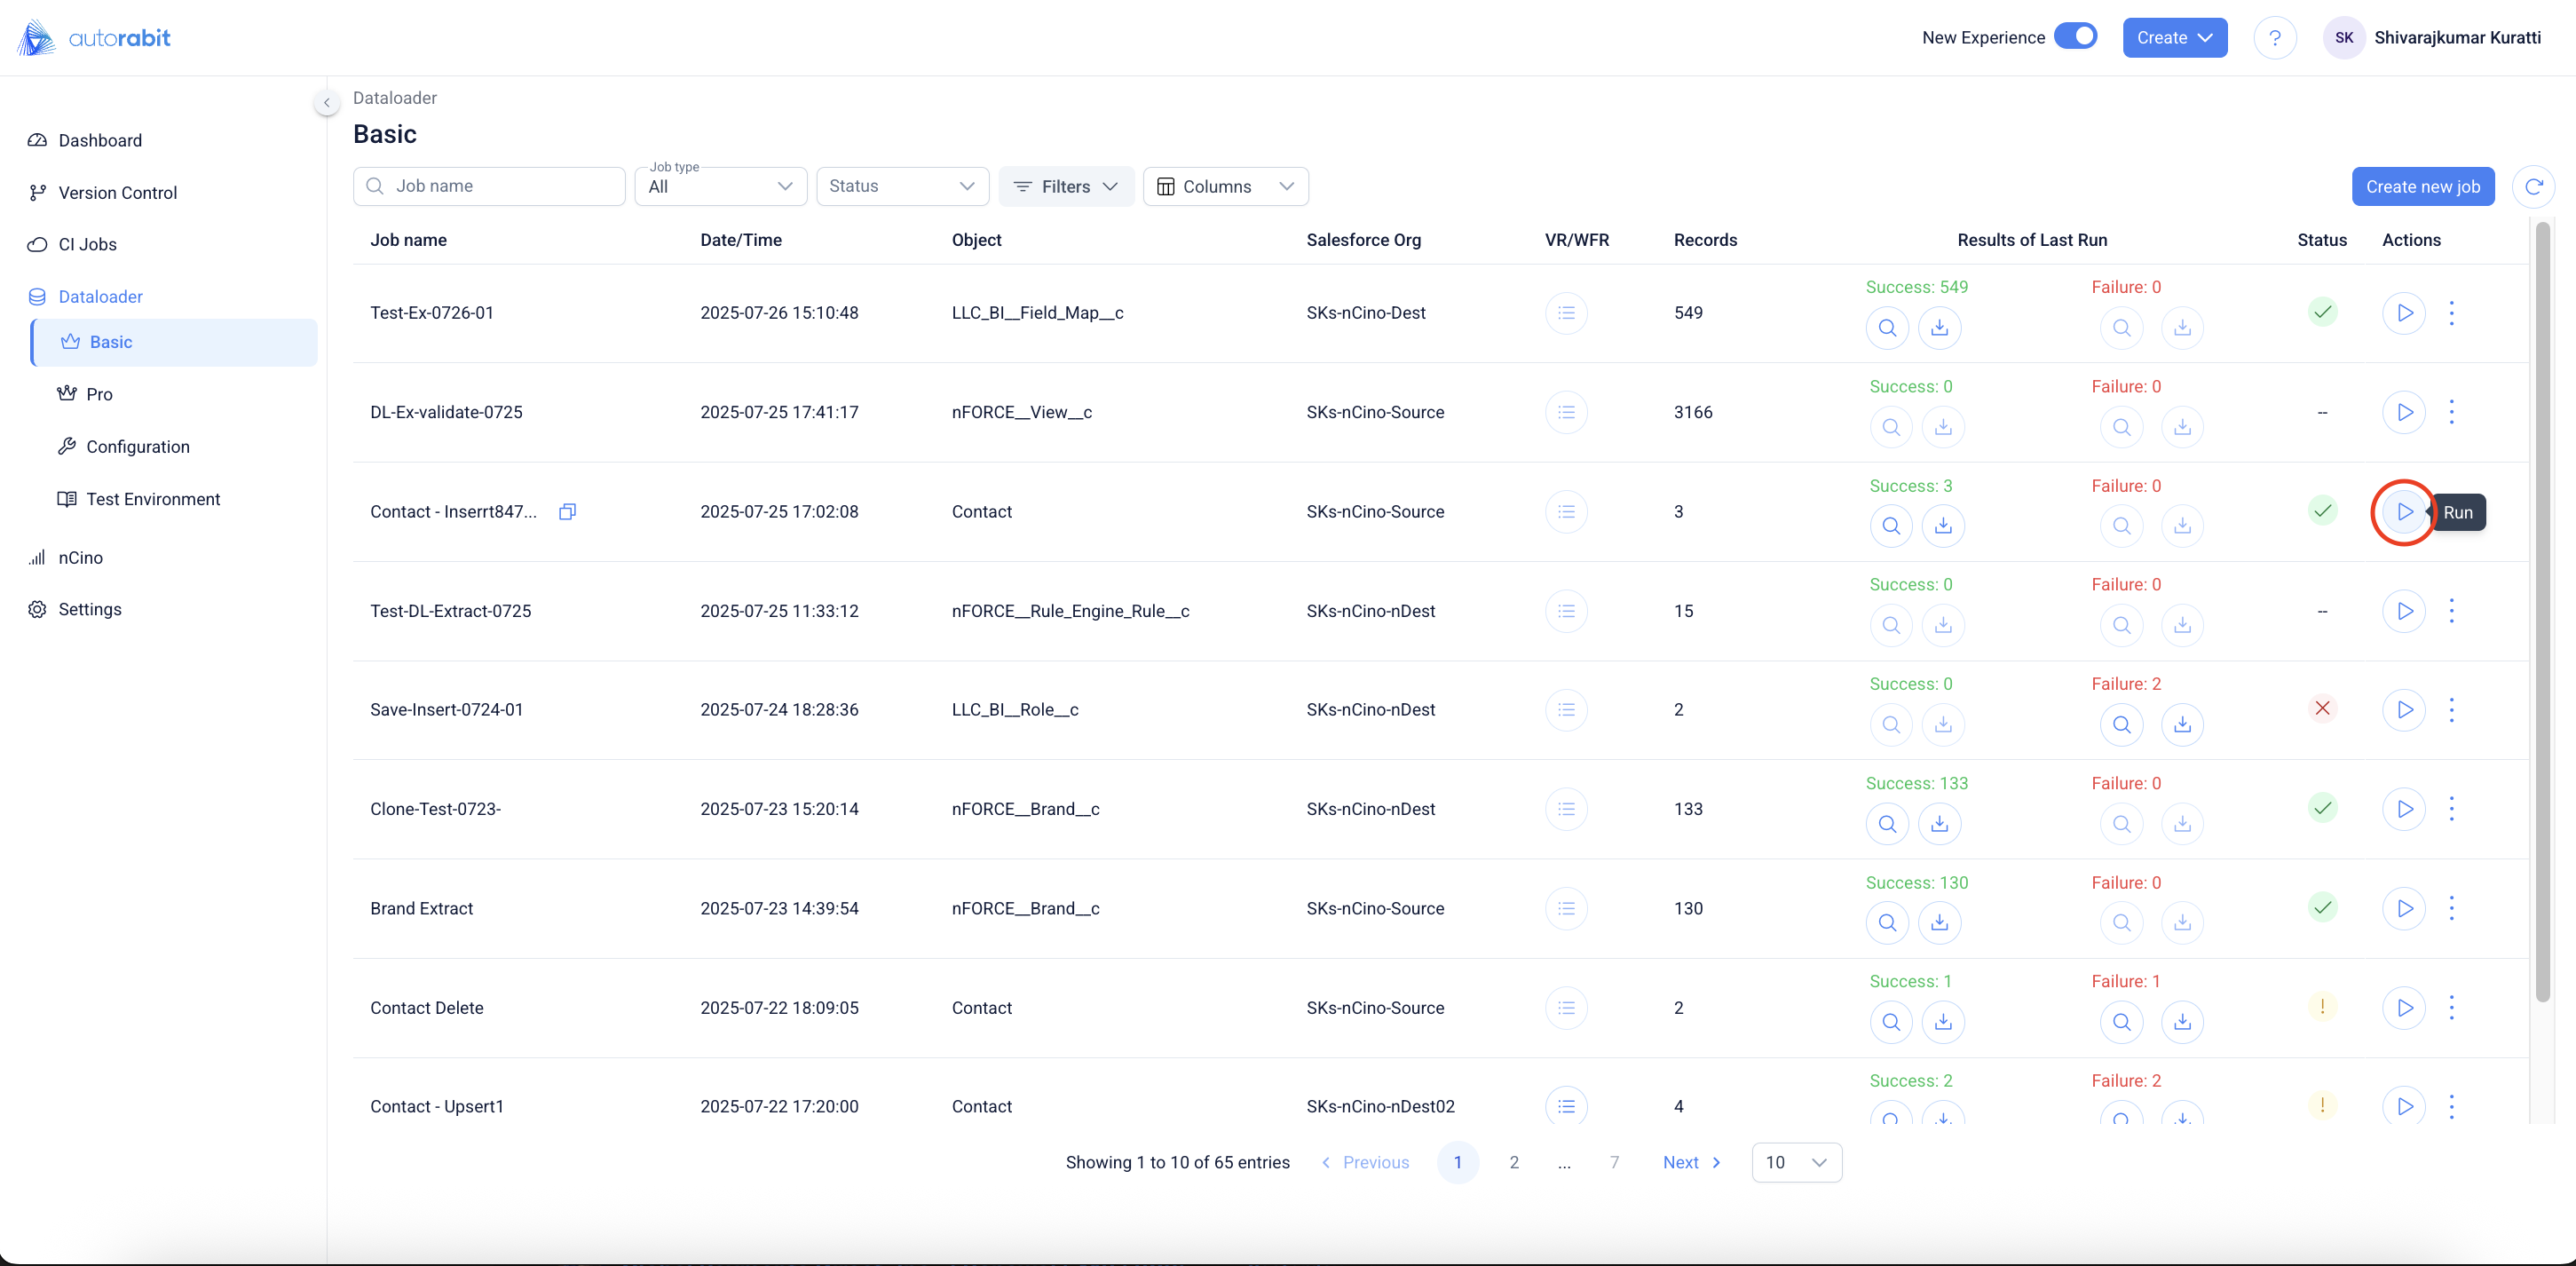 autorabit
New Experience
Create
?
SK
Shivarajkumar Kuratti
Dashboard
Version Control
CI Jobs
Dataloader
Basic
Pro
Configuration
Test Environment
nCino
Settings
Dataloader
Basic
Job name
Job type
All
Status
Filters
Columns
Create new job
Job name Date/Time Object Salesforce Org VR/WFR Records Results of Last Run Status Actions
Success: 549 Failure: 0
Test-Ex-0726-01 2025-07-26 15:10:48 LLC_BI__Field_Map__c SKs-nCino-Dest 549
Success: 0 Failure: 0
DL-Ex-validate-0725 2025-07-25 17:41:17 nFORCE__View__c SKs-nCino-Source 3166 --
Success: 3 Failure: 0
Contact - Inserrt847... 2025-07-25 17:02:08 Contact SKs-nCino-Source 3 Run
Success: 0 Failure: 0
Test-DL-Extract-0725 2025-07-25 11:33:12 nFORCE__Rule_Engine_Rule__c SKs-nCino-nDest 15 --
Success: 0 Failure: 2
Save-Insert-0724-01 2025-07-24 18:28:36 LLC_BI__Role__c SKs-nCino-nDest 2
Success: 133 Failure: 0
Clone-Test-0723- 2025-07-23 15:20:14 nFORCE__Brand__c SKs-nCino-nDest 133
Success: 130 Failure: 0
Brand Extract 2025-07-23 14:39:54 nFORCE__Brand__c SKs-nCino-Source 130
Success: 1 Failure: 1
Contact Delete 2025-07-22 18:09:05 Contact SKs-nCino-Source 2 !
Success: 2 Failure: 2
Contact - Upsert1 2025-07-22 17:20:00 Contact SKs-nCino-nDest02 4 !
Showing 1 to 10 of 65 entries Previous 1 2 ... 7 Next 10